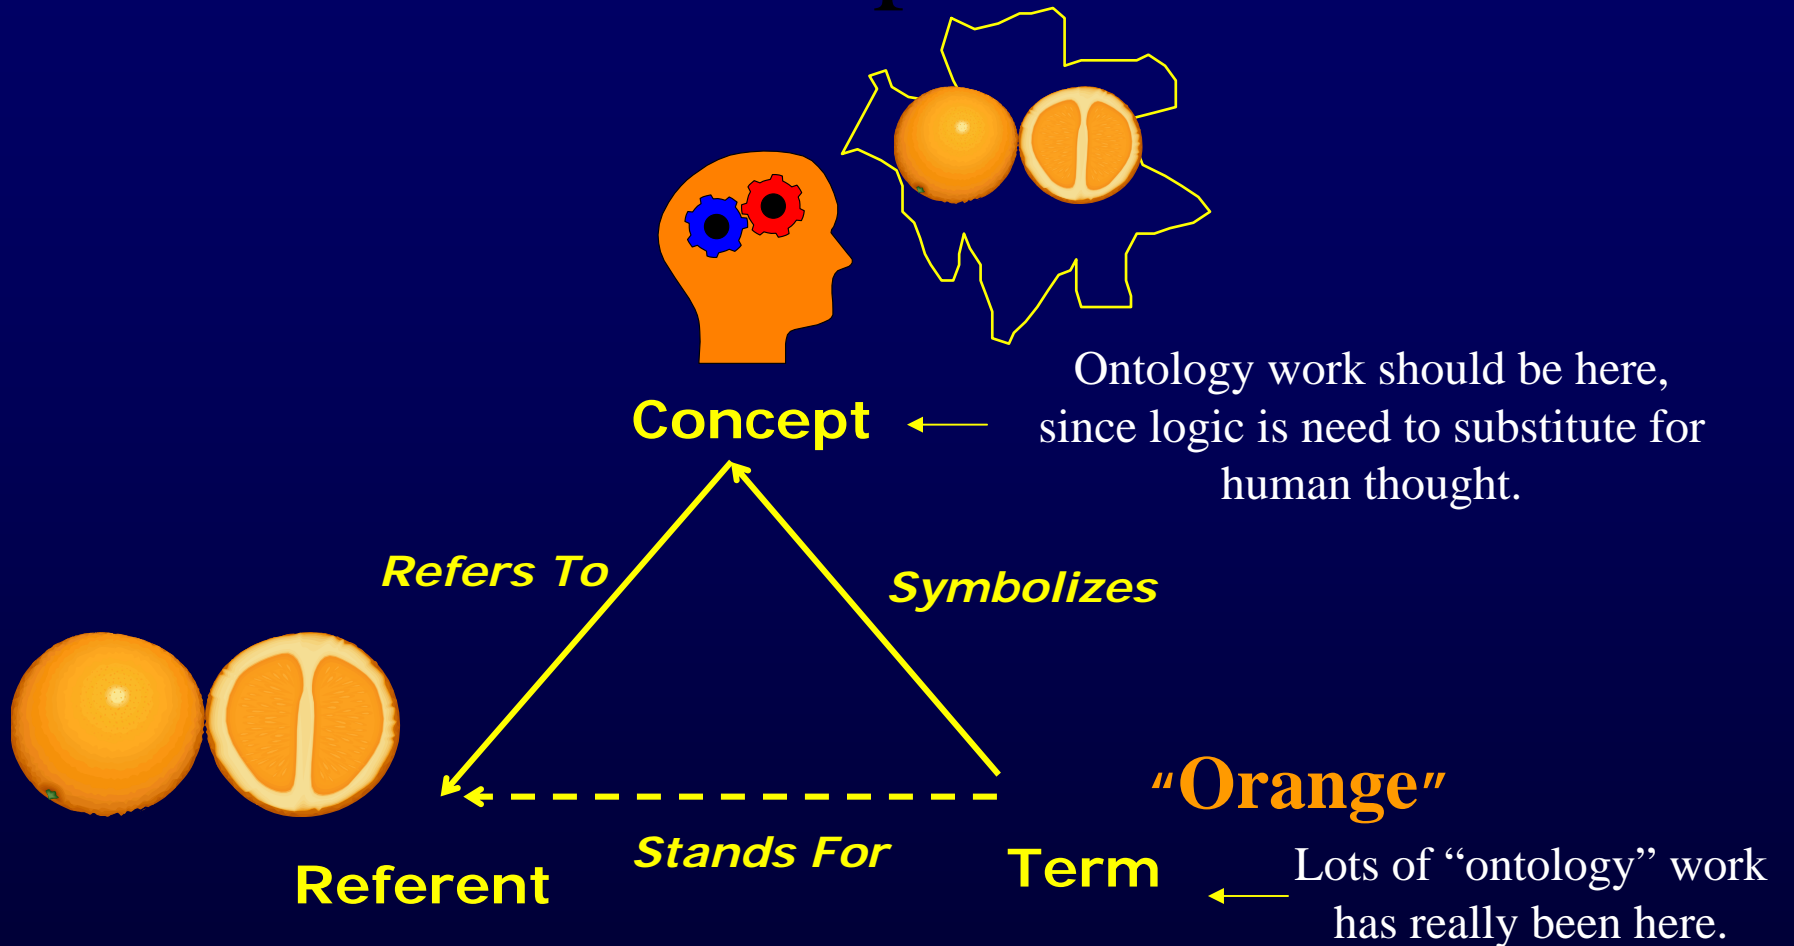 Ontology work should be here,
since logic is need to substitute for
human thought.
Concept
Refers To
Symbolizes
“Orange”
Stands For
Referent
Term
Lots of “ontology” work
has really been here.